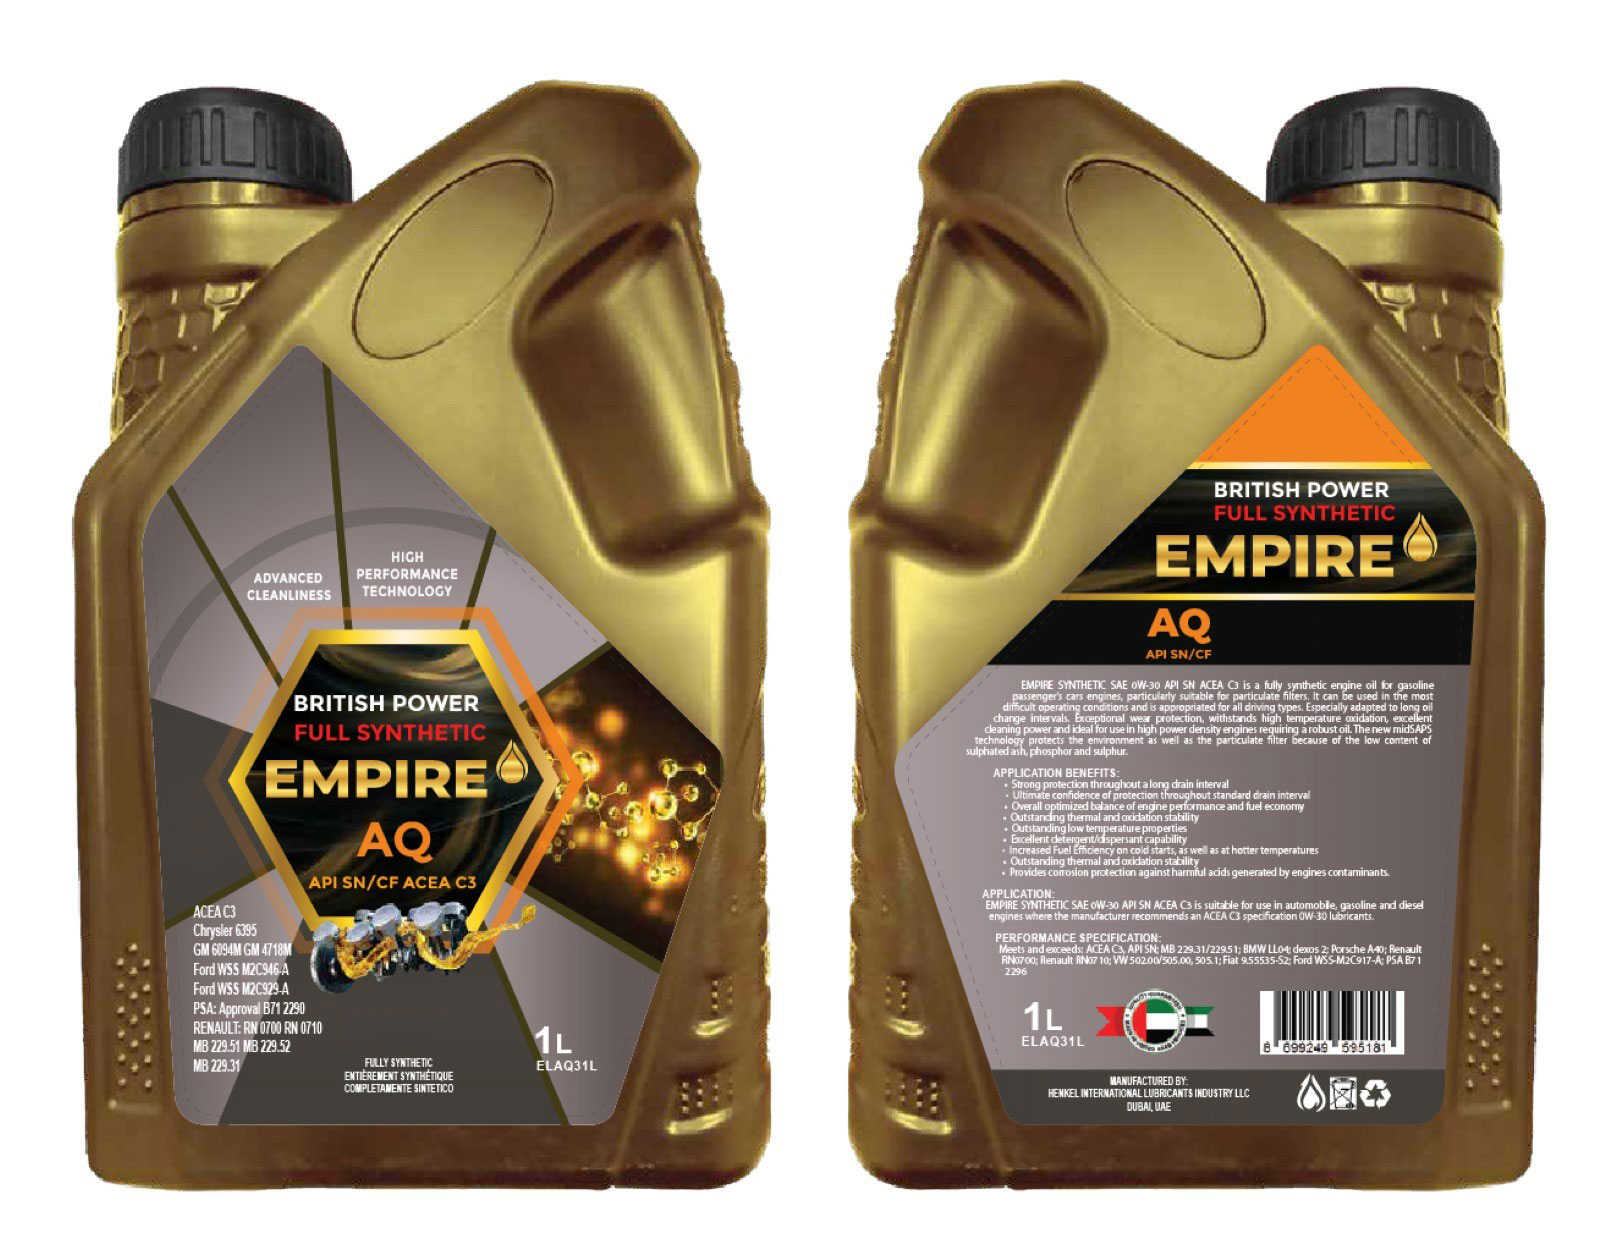 ADVANCED
CLEANLINESS
HIGH
PERFORMANCE
TECHNOLOGY
BRITISH POWER
FULL SYNTHETIC
EMPIRE
AQ
API SN/CF ACEA C3
ACEA C3
Chrysler 6395
GM 6094M GM 4718M
Ford WSS M2C946-A
Ford WSS M2C929-A
PSA: Approval B71 2290
RENAULT: RN 0700 RN 0710
MB 229.51 MB 229.52
MB 229.31
FULLY SYNTHETIC
ENTIÈREMENT SYNTHÉTIQUE
COMPLETAMENTE SINTETICO
1L
ELAQ31L
BRITISH POWER
FULL SYNTHETIC
EMPIRE
AQ
API SN/CF
EMPIRE SYNTHETIC SAE 0W-30 API SN ACEA C3 is a fully synthetic engine oil for gasoline
passenger's cars engines, particularly suitable for particulate filters. It can be used in the most
difficult operating conditions and is appropriated for all driving types. Especially adapted to long oil
change intervals. Exceptional wear protection, withstands high temperature oxidation, excellent
cleaning power and ideal for use in high power density engines requiring a robust oil. The new midSAPS
technology protects the environment as well as the particulate filter because of the low content of
sulphated ash, phosphor and sulphur.
APPLICATION BENEFITS:
• Strong protection throughout a long drain interval
• Ultimate confidence of protection throughout standard drain interval
• Overall optimized balance of engine performance and fuel economy
• Outstanding thermal and oxidation stability
• Outstanding low temperature properties
• Excellent detergent/dispersant capability
• Increased Fuel Efficiency on cold starts, as well as at hotter temperatures
• Outstanding thermal and oxidation stability
• Provides corrosion protection against harmful acids generated by engines contaminants.
APPLICATION:
EMPIRE SYNTHETIC SAE 0W-30 API SN ACEA C3 is suitable for use in automobile, gasoline and diesel
engines where the manufacturer recommends an ACEA C3 specification 0W-30 lubricants.
PERFORMANCE SPECIFICATION:
Meets and exceeds: ACEA C3, API SN; MB 229.31/229.51; BMW LL04; dexos 2; Porsche A40; Renault
RN0700; Renault RN0710; VW 502.00/505.00, 505.1; Fiat 9.55535-S2; Ford WSS-M2C917-A; PSA B71
2296
1L
ELAQ31L
8 699249 595181
MANUFACTURED BY:
HENKEL INTERNATIONAL LUBRICANTS INDUSTRY LLC
DUBAI, UAE